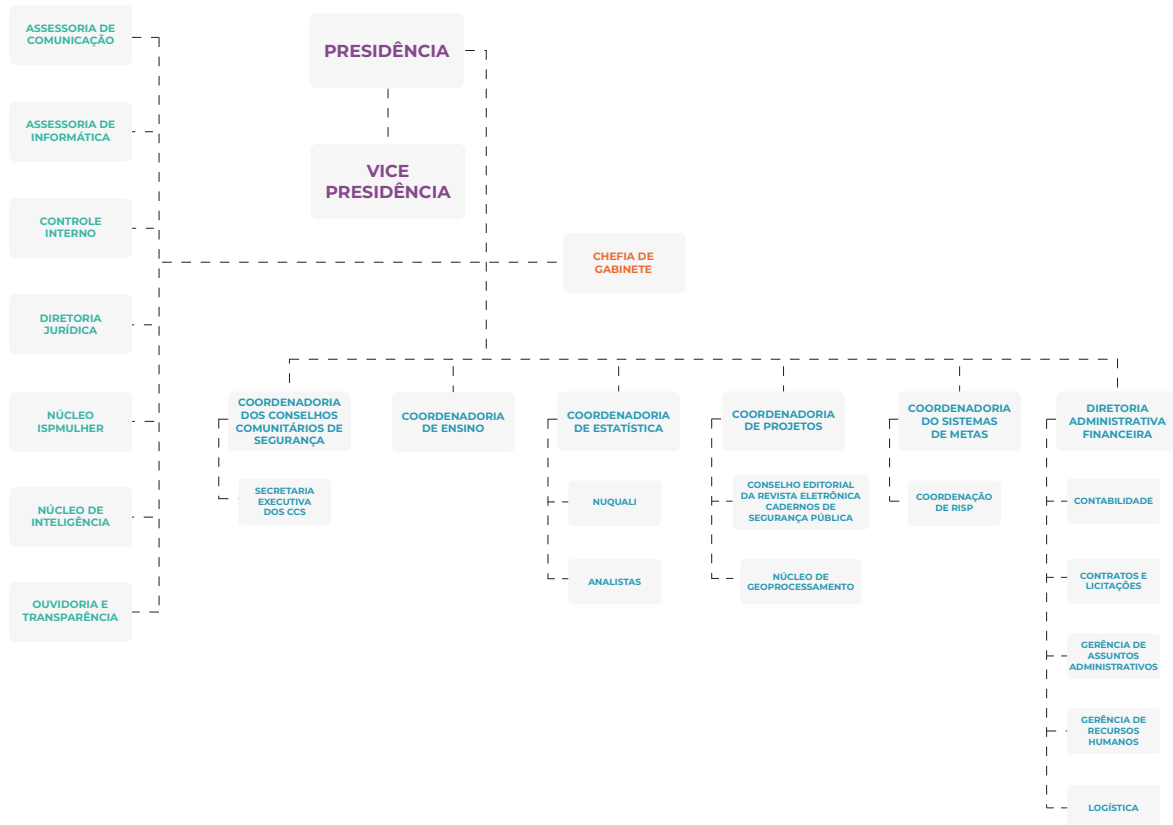 ASSESSORIA DE
COMUNICAÇÃO
ASSESSORIA DE
INFORMÁTICA
CONTROLE
INTERNO
DIRETORIA
JURÍDICA
NÚCLEO
ISPMULHER
NÚCLEO DE
INTELIGÊNCIA
OUVIDORIA E
TRANSPARÊNCIA
PRESIDÊNCIA
VICE
PRESIDÊNCIA
CHEFIA DE
GABINETE
COORDENADORIA
DOS CONSELHOS
COMUNITÁRIOS DE
SEGURANÇA
SECRETARIA
EXECUTIVA
DOS CCS
COORDENADORIA
DE ENSINO
COORDENADORIA
DE ESTATÍSTICA
NUQUALI
ANALISTAS
COORDENADORIA
DE PROJETOS
CONSELHO EDITORIAL
DA REVISTA ELETRÔNICA
CADERNOS DE
SEGURANÇA PÚBLICA
NÚCLEO DE
GEOPROCESSAMENTO
COORDENADORIA
DO SISTEMAS
DE METAS
COORDENAÇÃO
DE RISP
DIRETORIA
ADMINISTRATIVA
FINANCEIRA
CONTABILIDADE
CONTRATOS E
LICITAÇÕES
GERÊNCIA DE
ASSUNTOS
ADMINISTRATIVOS
GERÊNCIA DE
RECURSOS
HUMANOS
LOGÍSTICA